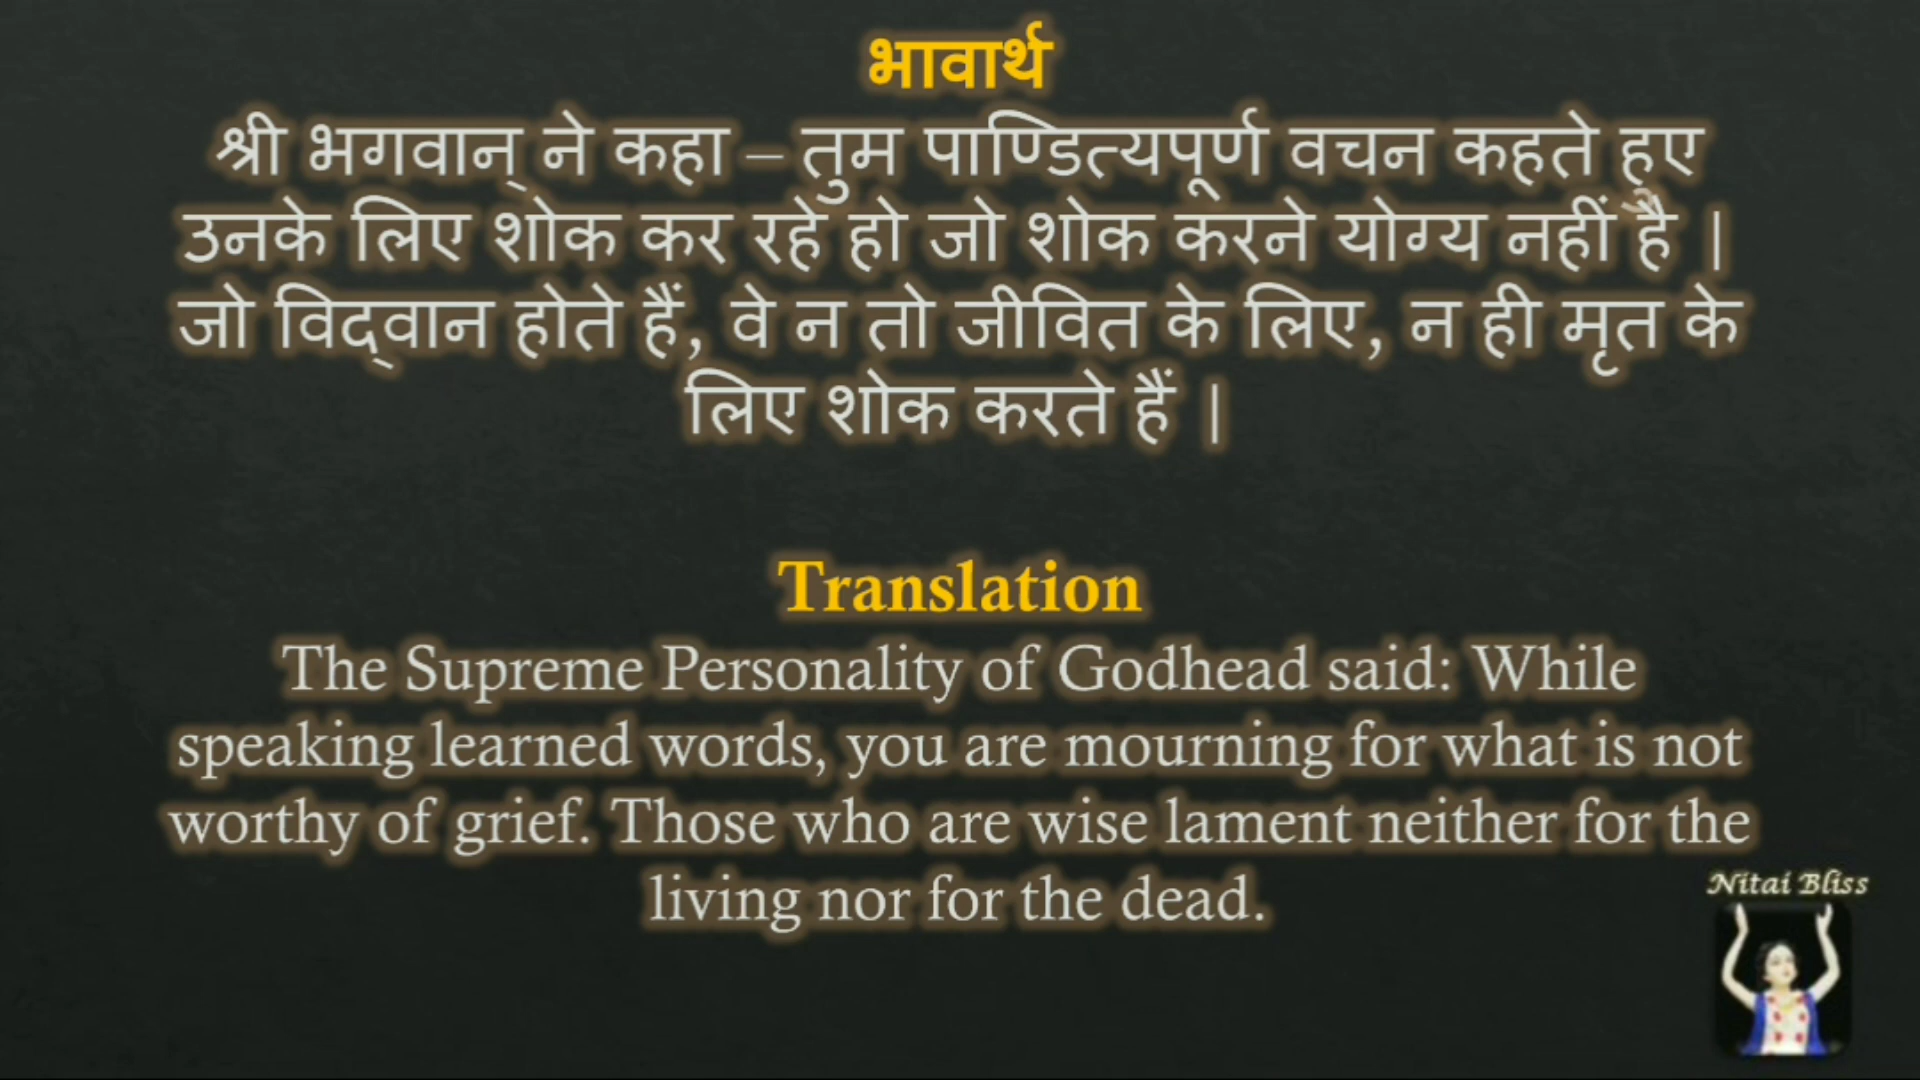 भावार्थ
श्री भगवान् ने कहा – तुम पाण्डित्यपूर्ण वचन कहते हुए
उनके लिए शोक कर रहे हो जो शोक करने योग्य नहीं है |
जो विद्वान होते हैं, वे न तो जीवित के लिए, न ही मृत के
लिए शोक करते हैं |
Translation
The Supreme Personality of Godhead said: While
speaking learned words, you are mourning for what is not
worthy of grief. Those who are wise lament neither for the
living nor for the dead.
Nitai Bliss